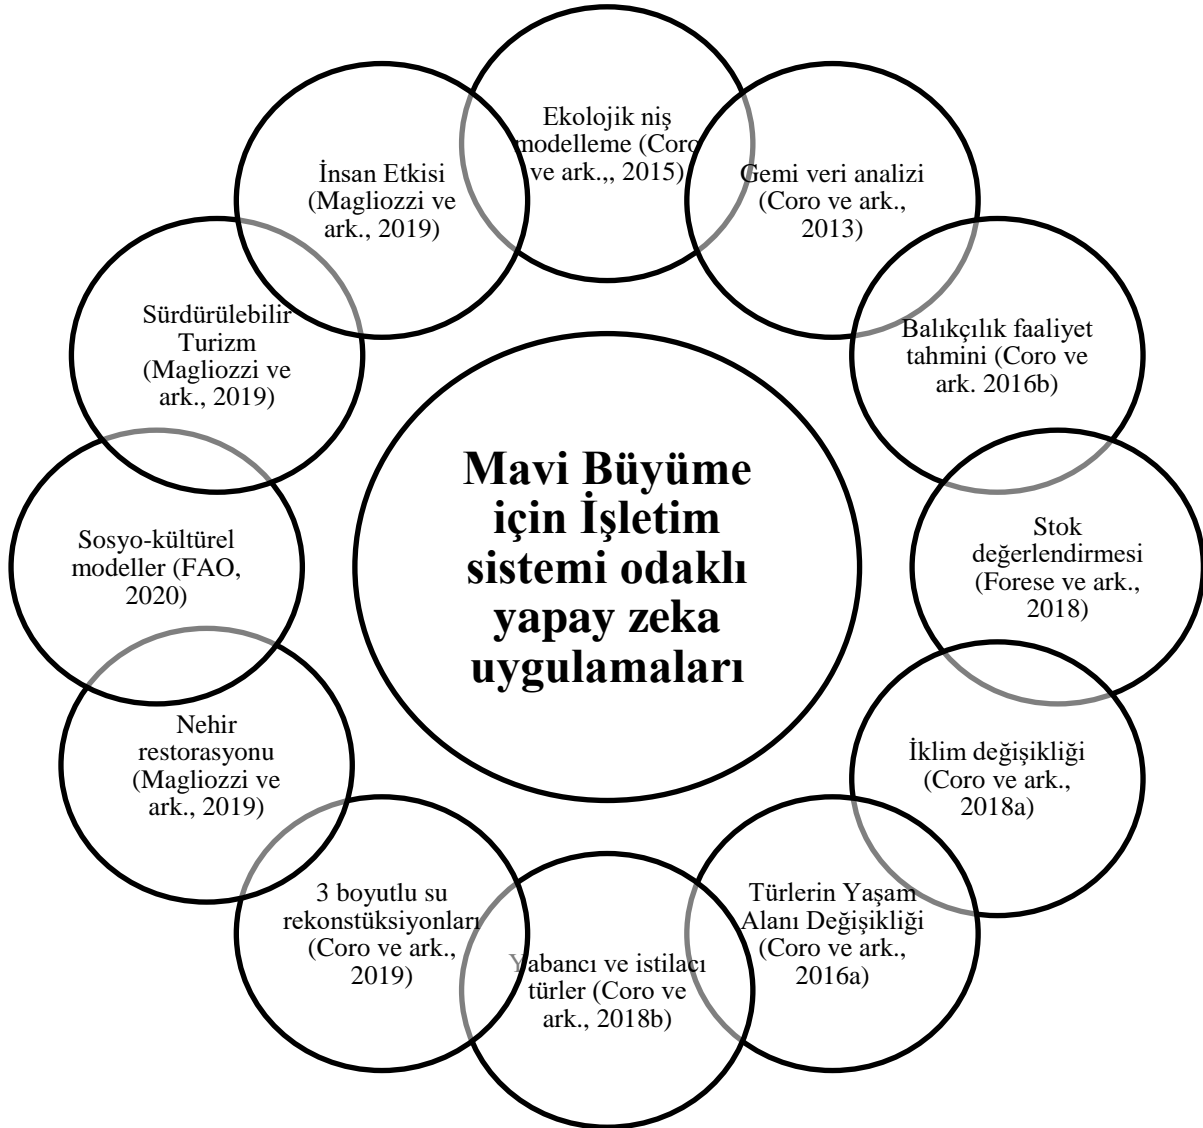 Ekolojik niş
modelleme (Coro
ve ark.,, 2015)
Gemi veri analizi
(Coro ve ark.,
2013)
Balıkçılık faaliyet
tahmini (Coro ve
ark. 2016b)
Stok
değerlendirmesi
(Forese ve ark.,
2018)
İklim değişikliği
(Coro ve ark.,
2018a)
Türlerin Yaşam
Alanı Değişikliği
(Coro ve ark.,
2016a)
Yabancı ve istilacı
türler (Coro ve
ark., 2018b)
3 boyutlu su
rekonstüksiyonları
(Coro ve ark.,
2019)
Nehir
restorasyonu
(Magliozzi ve
ark., 2019)
Sosyo-kültürel
modeller (FAO,
2020)
Sürdürülebilir
Turizm
(Magliozzi ve
ark., 2019)
İnsan Etkisi
(Magliozzi ve
ark., 2019)
Mavi Büyüme
için İşletim
sistemi odaklı
yapay zeka
uygulamaları